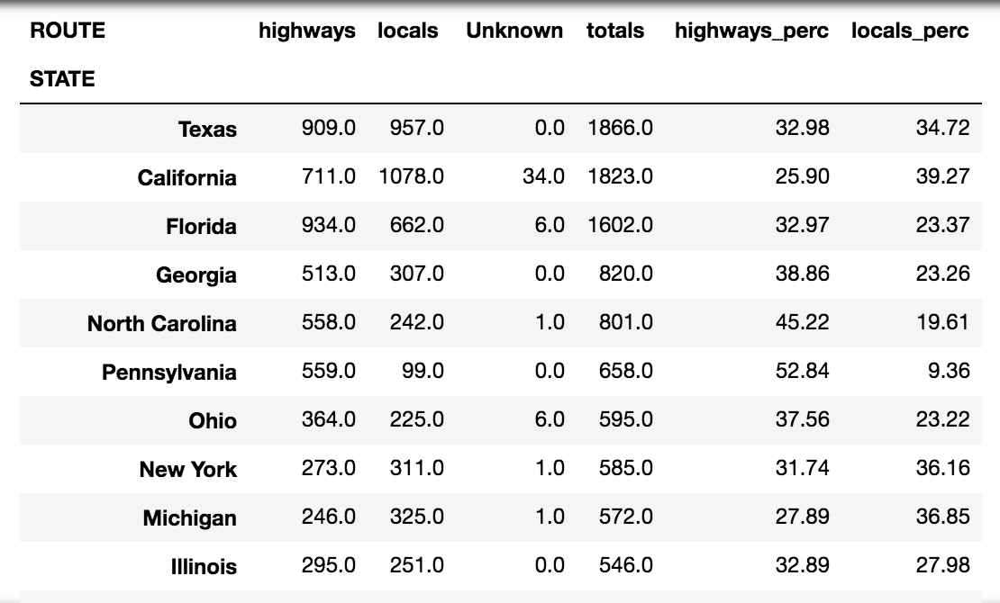 ROUTE highways locals Unknown totals highways_perc locals_perc
STATE
Texas 909.0 957.0 0.0 1866.0 32.98 34.72
California 711.0 1078.0 34.0 1823.0 25.90 39.27
Florida 934.0 662.0 6.0 1602.0 32.97 23.37
Georgia 513.0 307.0 0.0 820.0 38.86 23.26
North Carolina 558.0 242.0 1.0 801.0 45.22 19.61
Pennsylvania 559.0 99.0 0.0 658.0 52.84 9.36
Ohio 364.0 225.0 6.0 595.0 37.56 23.22
New York 273.0 311.0 1.0 585.0 31.74 36.16
Michigan 246.0 325.0 1.0 572.0 27.89 36.85
Illinois 295.0 251.0 0.0 546.0 32.89 27.98